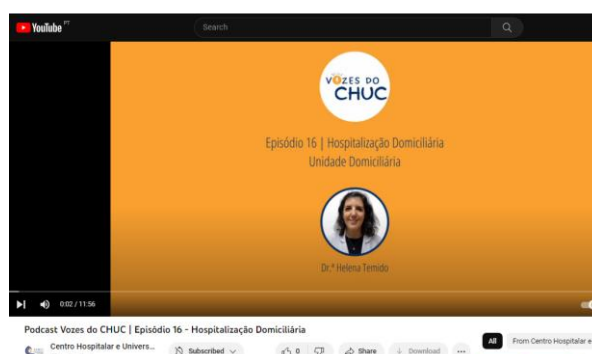 YouTube PT
Search
VOZES DO
CHUC
Episódio 16 | Hospitalização Domiciliária
Unidade Domiciliária
Dr.ª Helena Temido
0:02 / 11:56
Podcast Vozes do CHUC | Episódio 16 - Hospitalização Domiciliária
Centro Hospitalar e Univers...
Subscribed
0
Share
Download
...
All
From Centro Hospitalar e